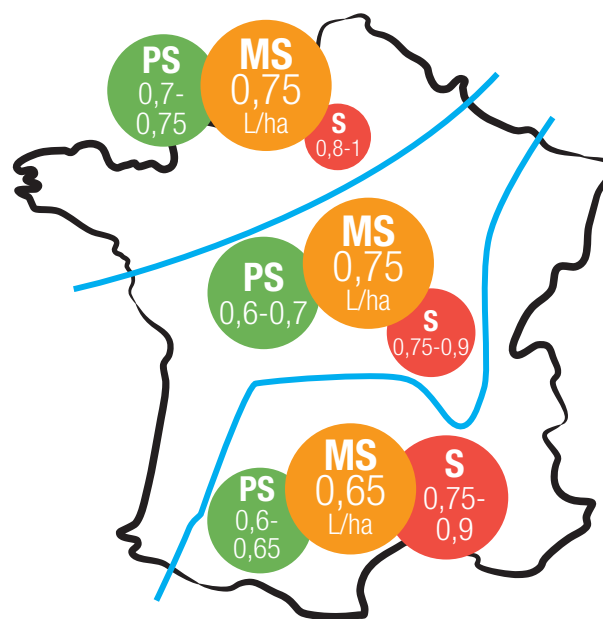 PS
0,7-
0,75
MS
0,75
L/ha
S
0,8-1
PS
0,6-0,7
MS
0,75
L/ha
S
0,75-0,9
PS
0,6-
0,65
MS
0,65
L/ha
S
0,75-
0,9